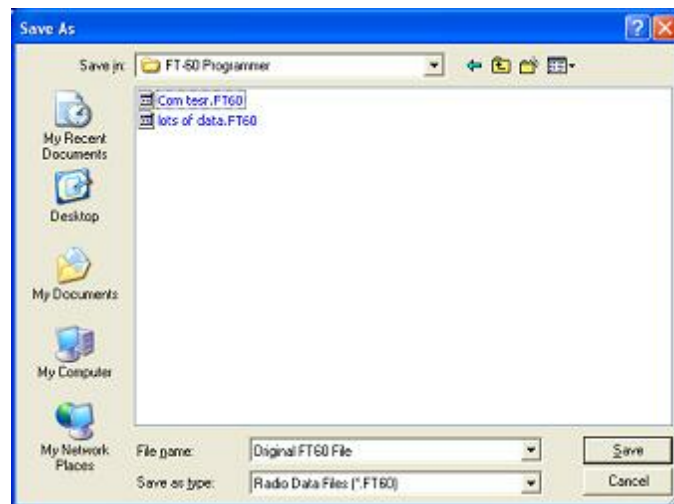 Save As
Save in: FT-60 Programmer
Com tesr.FT60
lots of data.FT60
My Recent
Documents
Desktop
My Documents
My Computer
My Network
Places
File name: Original FT60 File
Save
Save as type: Radio Data Files (*.FT60)
Cancel